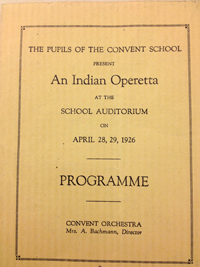 THE PUPILS OF THE CONVENT SCHOOL
PRESENT
An Indian Operetta
AT THE
SCHOOL AUDITORIUM
ON
APRIL 28, 29, 1926
PROGRAMME
CONVENT ORCHESTRA
Mrs. A. Bachmann, Director